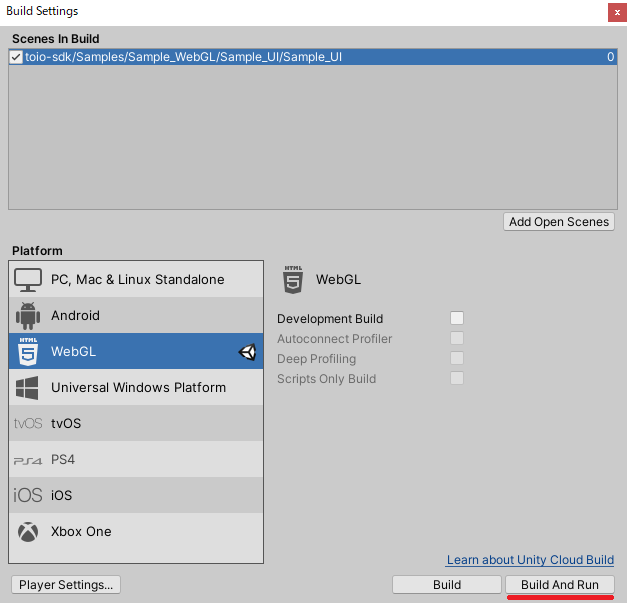 Build Settings
x
Scenes In Build
toio-sdk/Samples/Sample_WebGL/Sample_UI/Sample_UI 0
Add Open Scenes
Platform
PC, Mac & Linux Standalone
Android
HTML 5 WebGL
Universal Windows Platform
tvOS tvOS
PS4 PS4
iOS iOS
Xbox One
HTML 5 WebGL
Development Build
Autoconnect Profiler
Deep Profiling
Scripts Only Build
Learn about Unity Cloud Build
Player Settings...
Build
Build And Run